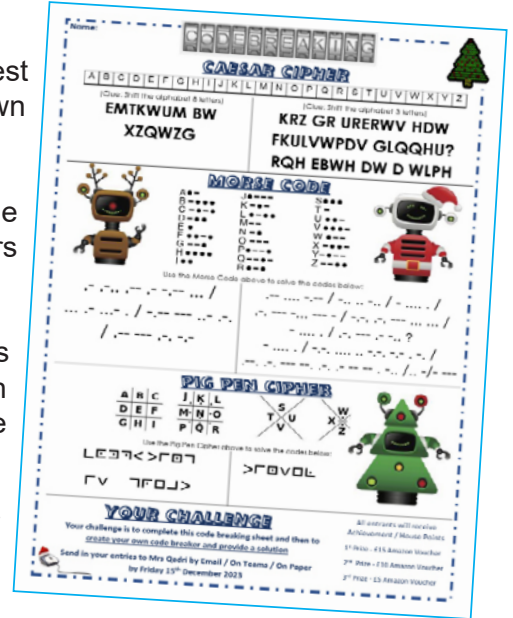 est
wn
e
rs
s
n
e
Name:
CODEBREAKING
CAESAR CIPHER
A B C D E F G H I J K L M N O P Q R S T U V W X Y Z
(Clue: Shift the alphabet 8 letters)
EMTKWUM BW
XZQWZG
(Clue: Shift the alphabet 3 letters)
KRZ GR URERWV HDW
FKULVWPDV GLQQHU?
RQH EBWH DW D WLPH
MORSE CODE
A
B
C
D
E
F
G
H
I
J
K
L
M
N
O
P
Q
R
S
T
U
V
W
X
Y
Z
Use the Morse Code above to solve the codes below:
PIG PEN CIPHER
A B C
D E F
G H I
J K L
M N O
P Q R
S
T U
V
W
X
Z
Use the Pig Pen Cipher above to solve the codes below:
YOUR CHALLENGE
Your challenge is to complete this code breaking sheet and then to
create your own code breaker and provide a solution
Send in your entries to Mrs Qadri by Email / On Teams / On Paper
by Friday 15th December 2023
All entrants will receive
Achievement / House Points
1st Prize - £15 Amazon Voucher
2nd Prize - £10 Amazon Voucher
3rd Prize - £5 Amazon Voucher